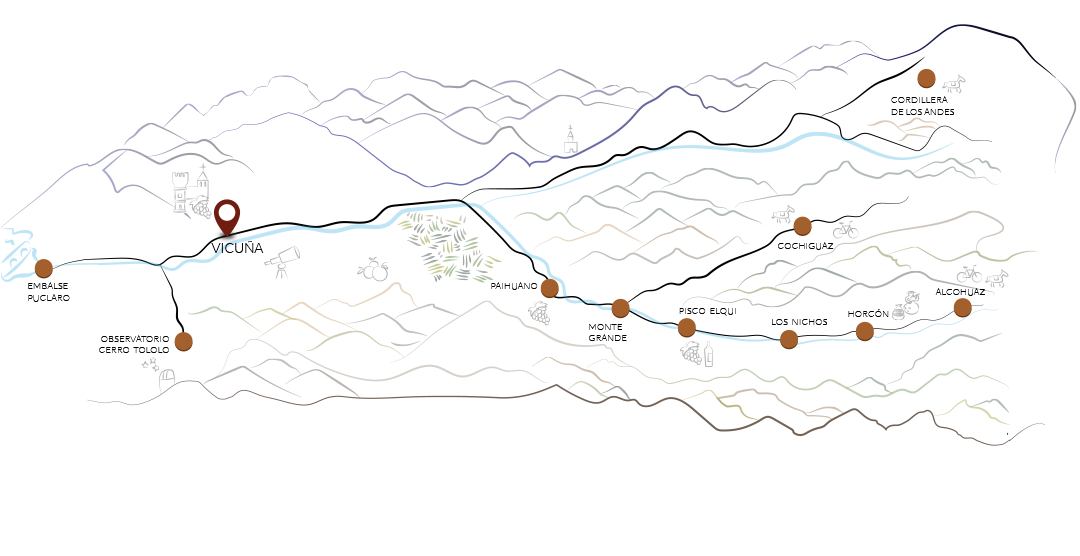 CORDILLERA
DE LOS ANDES
VICUÑA
COCHIGUAZ
EMBALSE
PUCLARO
PAIHUANO
ALCOHUAZ
PISCO ELQUI
LOS NICHOS
HORCÓN
MONTE
GRANDE
OBSERVATORIO
CERRO TOLOLO